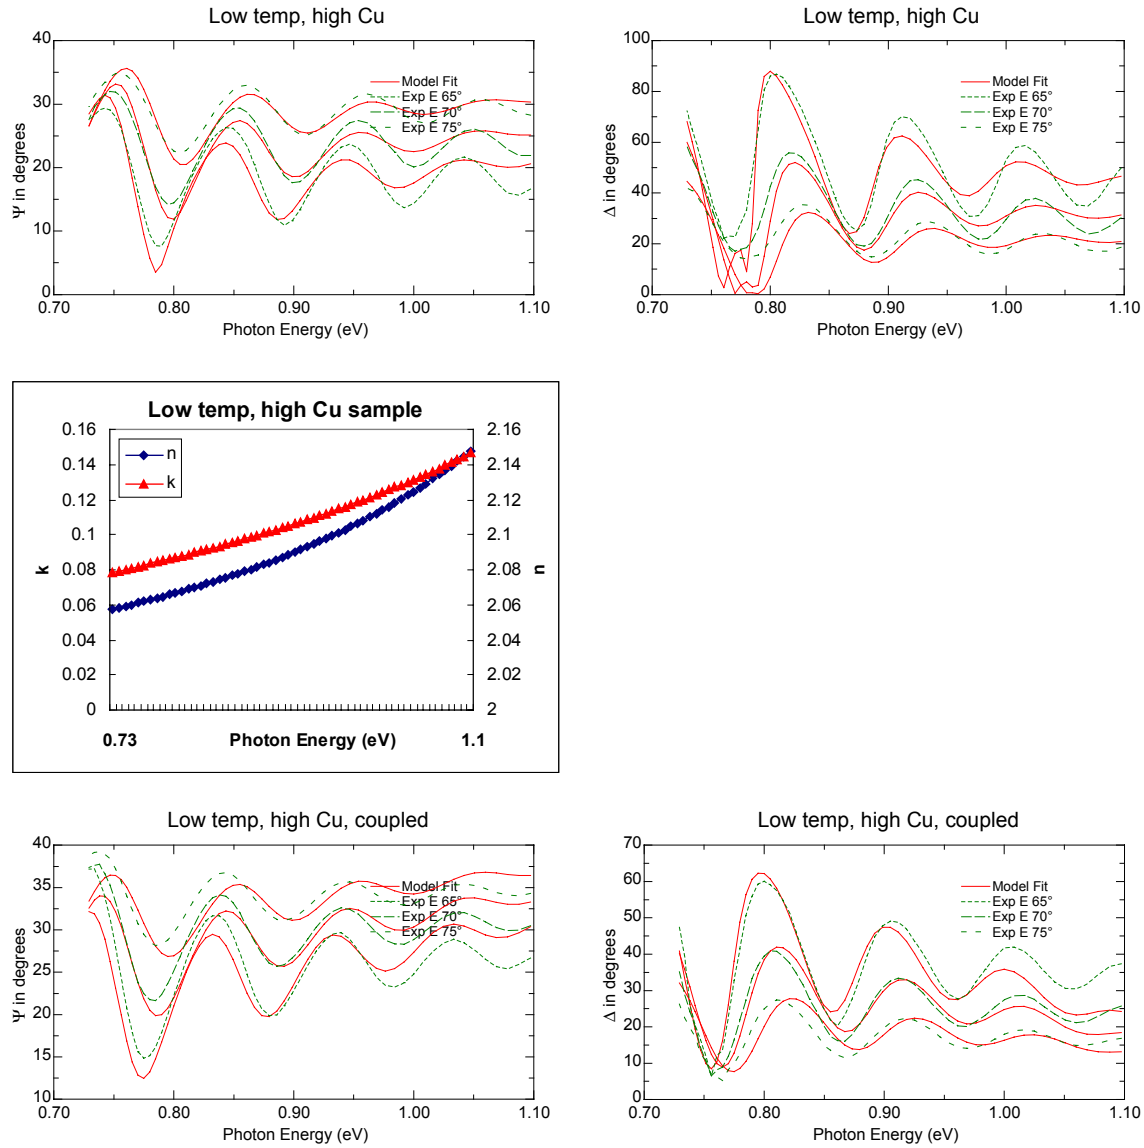 Low temp, high Cu
40
30
20
10
0
Ψ in degrees
Model Fit
Exp E 65°
Exp E 70°
Exp E 75°
0.70 0.80 0.90 1.00 1.10
Photon Energy (eV)
Low temp, high Cu
100
80
60
40
20
0
Δ in degrees
Model Fit
Exp E 65°
Exp E 70°
Exp E 75°
0.70 0.80 0.90 1.00 1.10
Photon Energy (eV)
Low temp, high Cu sample
0.16
0.14
0.12
0.1
0.08
0.06
0.04
0.02
0
k
n
k
2.16
2.14
2.12
2.1
2.08
2.06
2.04
2.02
2
n
0.73 Photon Energy (eV) 1.1
Low temp, high Cu, coupled
40
35
30
25
20
15
10
Ψ in degrees
Model Fit
Exp E 65°
Exp E 70°
Exp E 75°
0.70 0.80 0.90 1.00 1.10
Photon Energy (eV)
Low temp, high Cu, coupled
70
60
50
40
30
20
10
0
Δ in degrees
Model Fit
Exp E 65°
Exp E 70°
Exp E 75°
0.70 0.80 0.90 1.00 1.10
Photon Energy (eV)